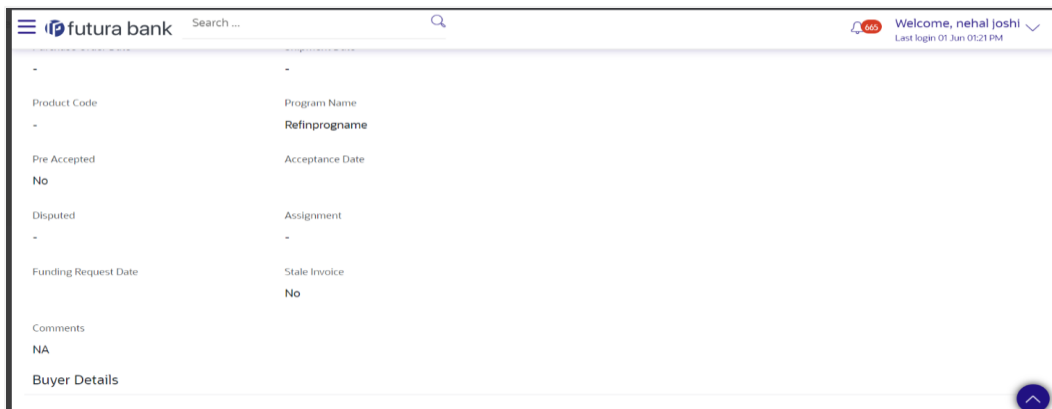 futura bank
Search ...
665
Welcome, nehal joshi
Last login 01 Jun 01:21 PM
-
-
Product Code
Program Name
-
Refinprogname
Pre Accepted
Acceptance Date
No
Disputed
Assignment
-
-
Funding Request Date
Stale Invoice
No
Comments
NA
Buyer Details